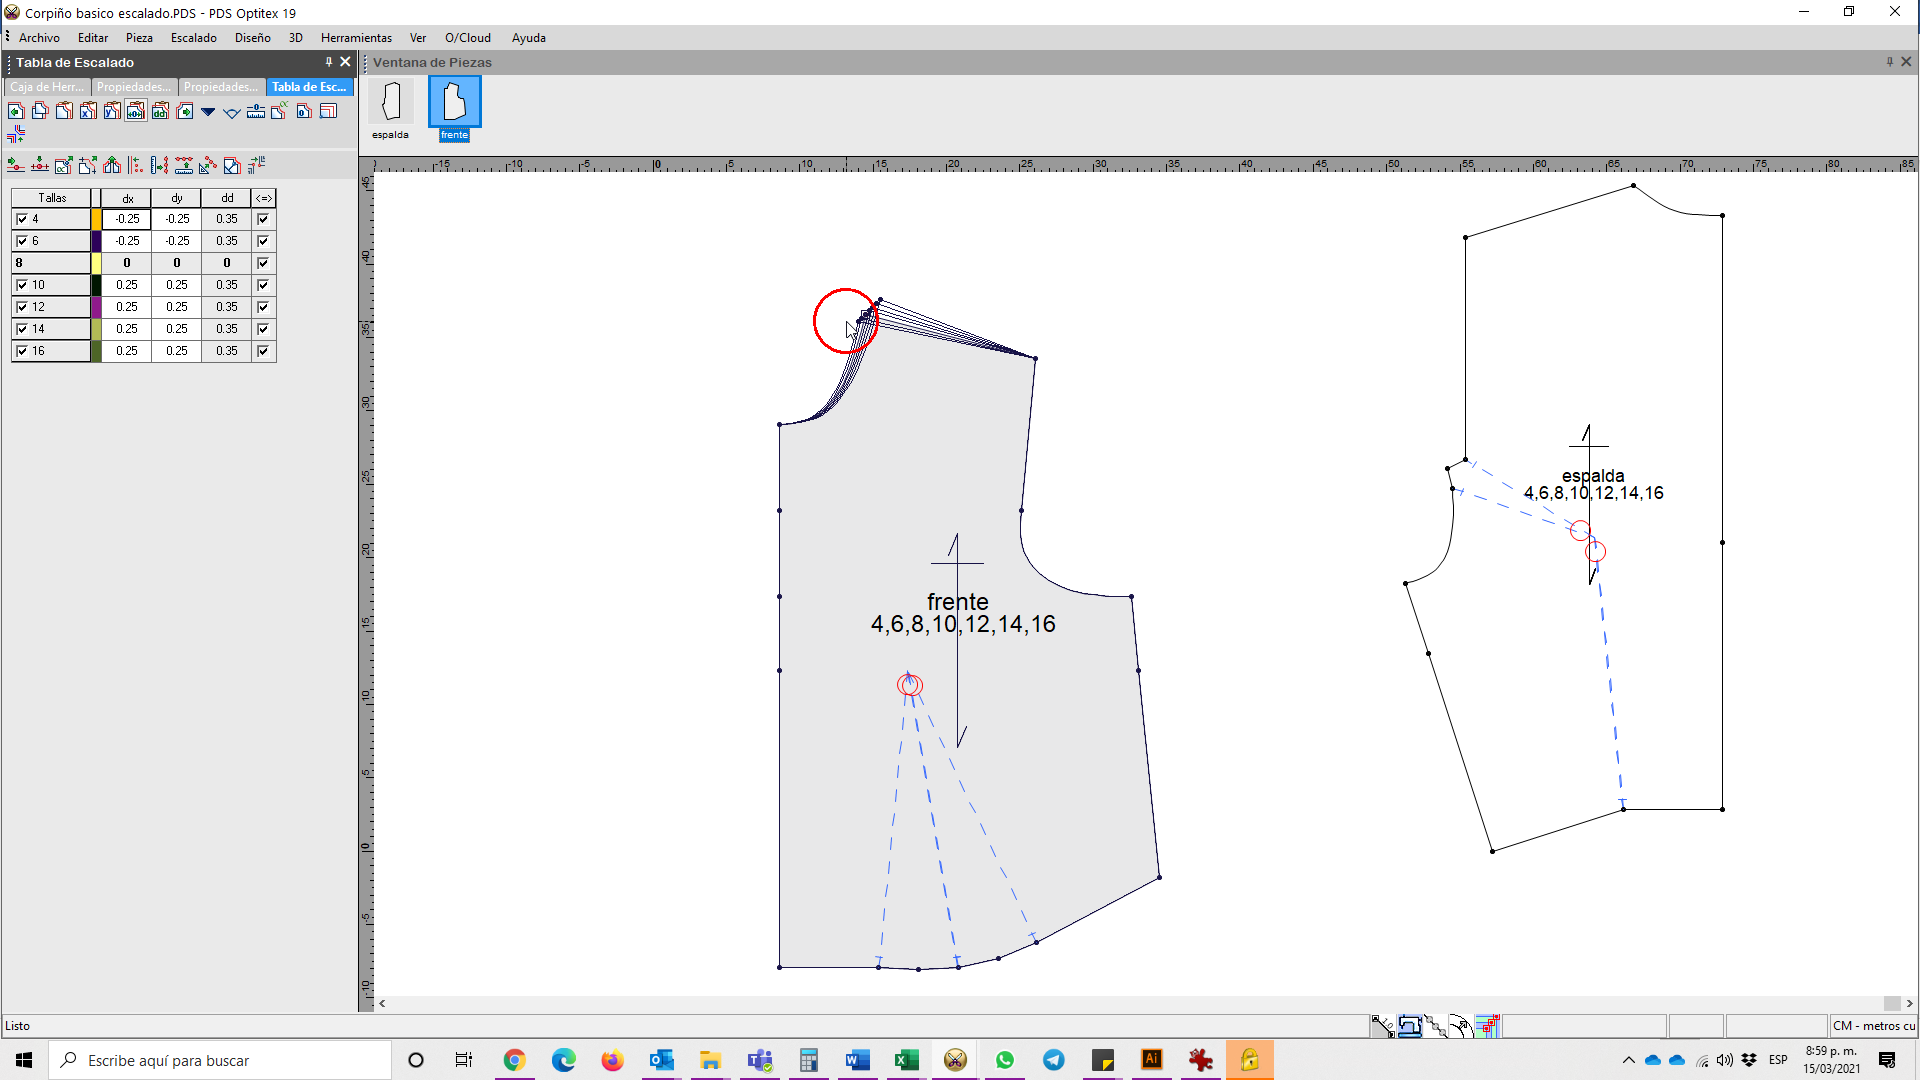 Corpiño basico escalado.PDS - PDS Optitex 19
Archivo Editar Pieza Escalado Diseño 3D Herramientas Ver O/Cloud Ayuda
Tabla de Escalado
Ventana de Piezas
Caja de Herr... Propiedades... Propiedades... Tabla de Esc...
espalda frente
-15 -10 -5 0 5 10 15 20 25 30 35 40 45 50 55 60 65 70 75 80 85
45 40 35 30 25 20 15 10 5 0 -5 -10
Tallas dx dy dd <=>
4 -0.25 -0.25 0.35
6 -0.25 -0.25 0.35
8 0 0 0
10 0.25 0.25 0.35
12 0.25 0.25 0.35
14 0.25 0.25 0.35
16 0.25 0.25 0.35
espalda
4,6,8,10,12,14,16
frente
4,6,8,10,12,14,16
Listo
CM - metros cu
Escribe aquí para buscar
ESP
8:59 p. m.
15/03/2021